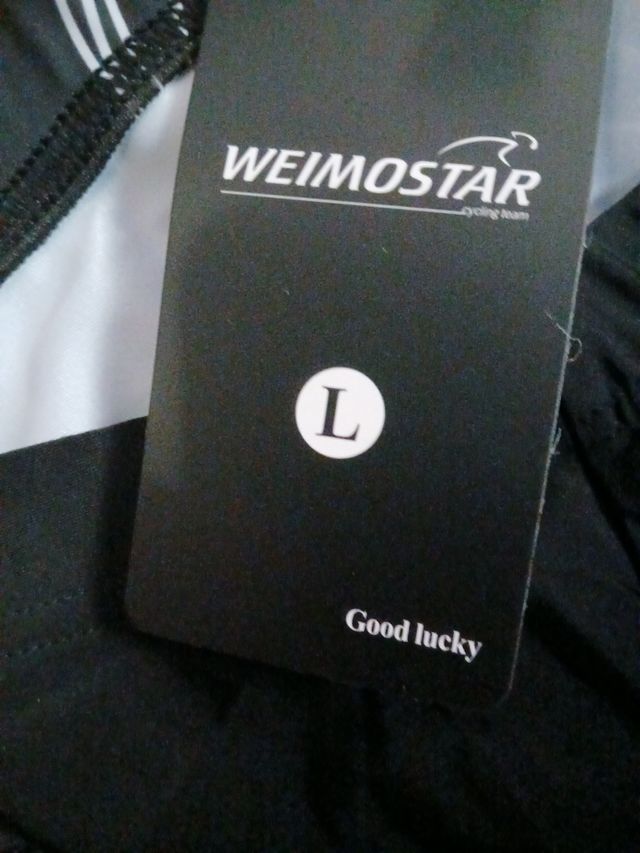 WEIMOSTAR
cycling team
L
Good lucky